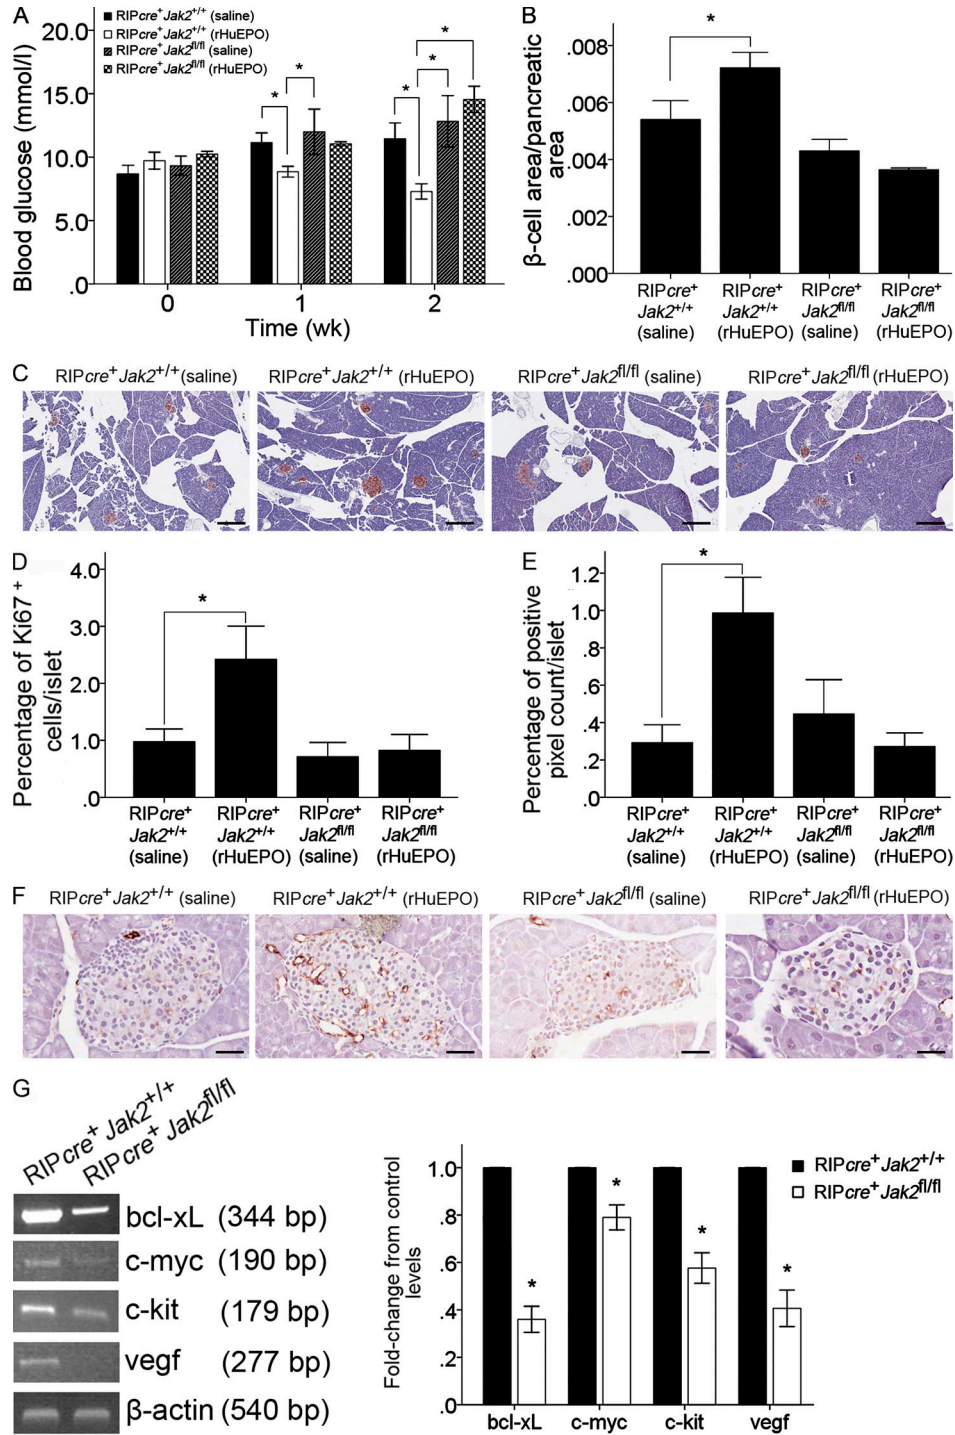 A
RIPcre+Jak2+/+ (saline)
RIPcre+Jak2+/+ (rHuEPO)
RIPcre+Jak2fl/fl (saline)
RIPcre+Jak2fl/fl (rHuEPO)
Blood glucose (mmol/l)
20.0
15.0
10.0
5.0
.0
* * * * *
0 1 2
Time (wk)
B
β-cell area/pancreatic
area
.008
.006
.004
.002
.000
*
RIPcre+ RIPcre+ RIPcre+ RIPcre+
Jak2+/+ Jak2+/+ Jak2fl/fl Jak2fl/fl
(saline) (rHuEPO) (saline) (rHuEPO)
C
RIPcre+Jak2+/+(saline) RIPcre+Jak2+/+ (rHuEPO) RIPcre+Jak2fl/fl (saline) RIPcre+Jak2fl/fl (rHuEPO)
D
Percentage of Ki67+
cells/islet
4.0
3.0
2.0
1.0
.0
*
RIPcre+ RIPcre+ RIPcre+ RIPcre+
Jak2+/+ Jak2+/+ Jak2fl/fl Jak2fl/fl
(saline) (rHuEPO) (saline) (rHuEPO)
E
Percentage of positive
pixel count/islet
1.2
1.0
.8
.6
.4
.2
.0
*
RIPcre+ RIPcre+ RIPcre+ RIPcre+
Jak2+/+ Jak2+/+ Jak2fl/fl Jak2fl/fl
(saline) (rHuEPO) (saline) (rHuEPO)
F
RIPcre+Jak2+/+ (saline) RIPcre+Jak2+/+ (rHuEPO) RIPcre+Jak2fl/fl (saline) RIPcre+Jak2fl/fl (rHuEPO)
G
RIPcre+ Jak2+/+
RIPcre+ Jak2fl/fl
bcl-xL (344 bp)
c-myc (190 bp)
c-kit (179 bp)
vegf (277 bp)
β-actin (540 bp)
Fold-change from control
levels
1.0
.8
.6
.4
.2
.0
* * * *
bcl-xL c-myc c-kit vegf
RIPcre+Jak2+/+
RIPcre+Jak2fl/fl